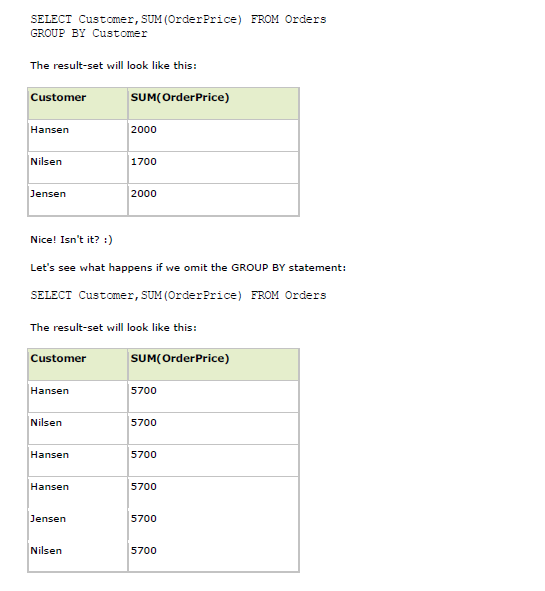 SELECT Customer,SUM(OrderPrice) FROM Orders
GROUP BY Customer
The result-set will look like this:
Customer SUM(OrderPrice)
Hansen 2000
Nilsen 1700
Jensen 2000
Nice! Isn't it? :)
Let's see what happens if we omit the GROUP BY statement:
SELECT Customer,SUM(OrderPrice) FROM Orders
The result-set will look like this:
Customer SUM(OrderPrice)
Hansen 5700
Nilsen 5700
Hansen 5700
Hansen 5700
Jensen 5700
Nilsen 5700